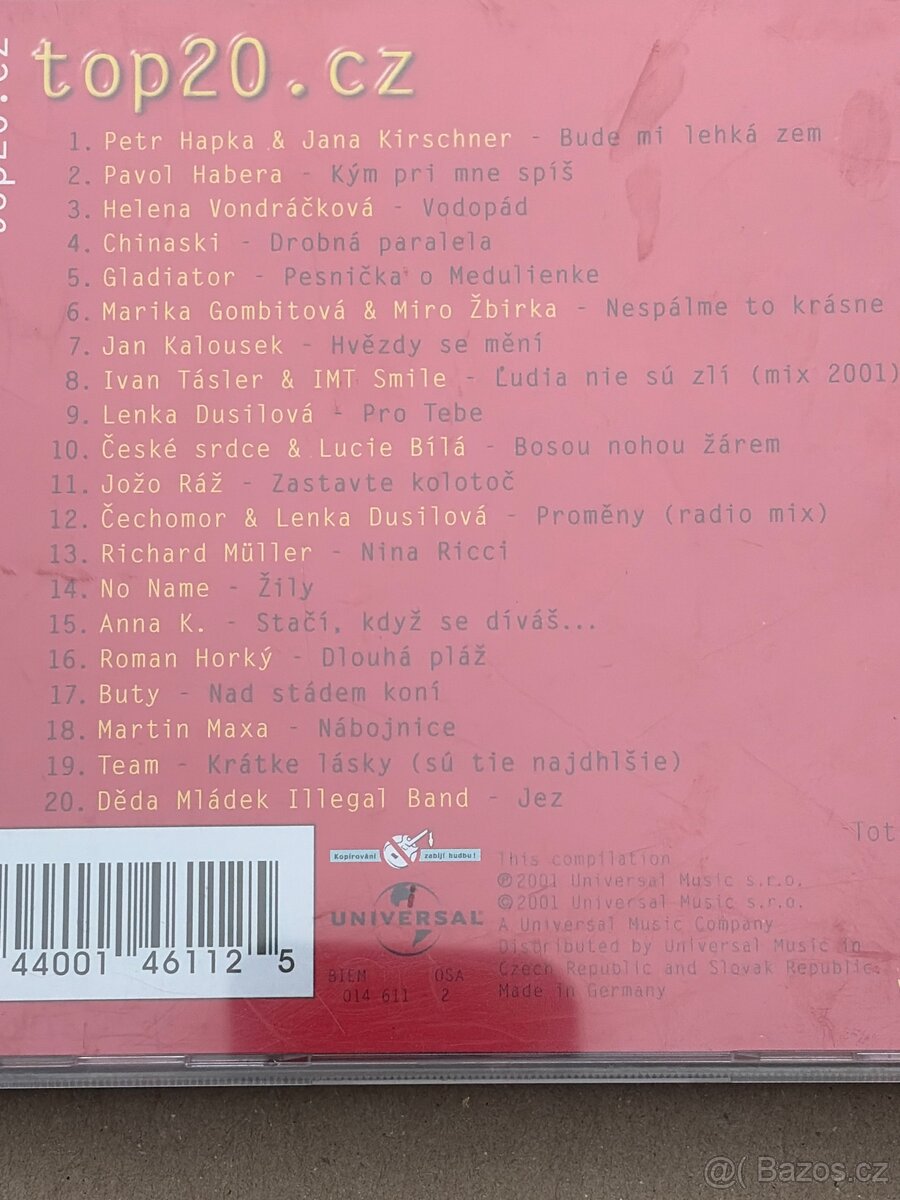 top20.cz
top20.cz
1. Petr Hapka & Jana Kirschner - Bude mi lehká zem
2. Pavol Habera - Kým pri mne spíš
3. Helena Vondráčková - Vodopád
4. Chinaski - Drobná paralela
5. Gladiator - Pesnička o Medulienke
6. Marika Gombitová & Miro Žbirka - Nespálme to krásne
7. Jan Kalousek - Hvězdy se mění
8. Ivan Tásler & IMT Smile - Ľudia nie sú zlí (mix 2001)
9. Lenka Dusilová - Pro Tebe
10. České srdce & Lucie Bílá - Bosou nohou žárem
11. Jožo Ráž - Zastavte kolotoč
12. Čechomor & Lenka Dusilová - Proměny (radio mix)
13. Richard Müller - Nina Ricci
14. No Name - Žily
15. Anna K. - Stačí, když se díváš...
16. Roman Horký - Dlouhá pláž
17. Buty - Nad stádem koní
18. Martin Maxa - Nábojnice
19. Team - Krátke lásky (sú tie najdhlšie)
20. Děda Mládek Illegal Band - Jez
Tot
Kopírování zabíjí hudbu!
UNIVERSAL
BIEM OSA
014 611 - 2
This compilation
℗2001 Universal Music s.r.o.
©2001 Universal Music s.r.o.
A Universal Music Company
Distributed by Universal Music in
Czech Republic and Slovak Republic.
Made in Germany
44001 46112 5
@( Bazos.cz